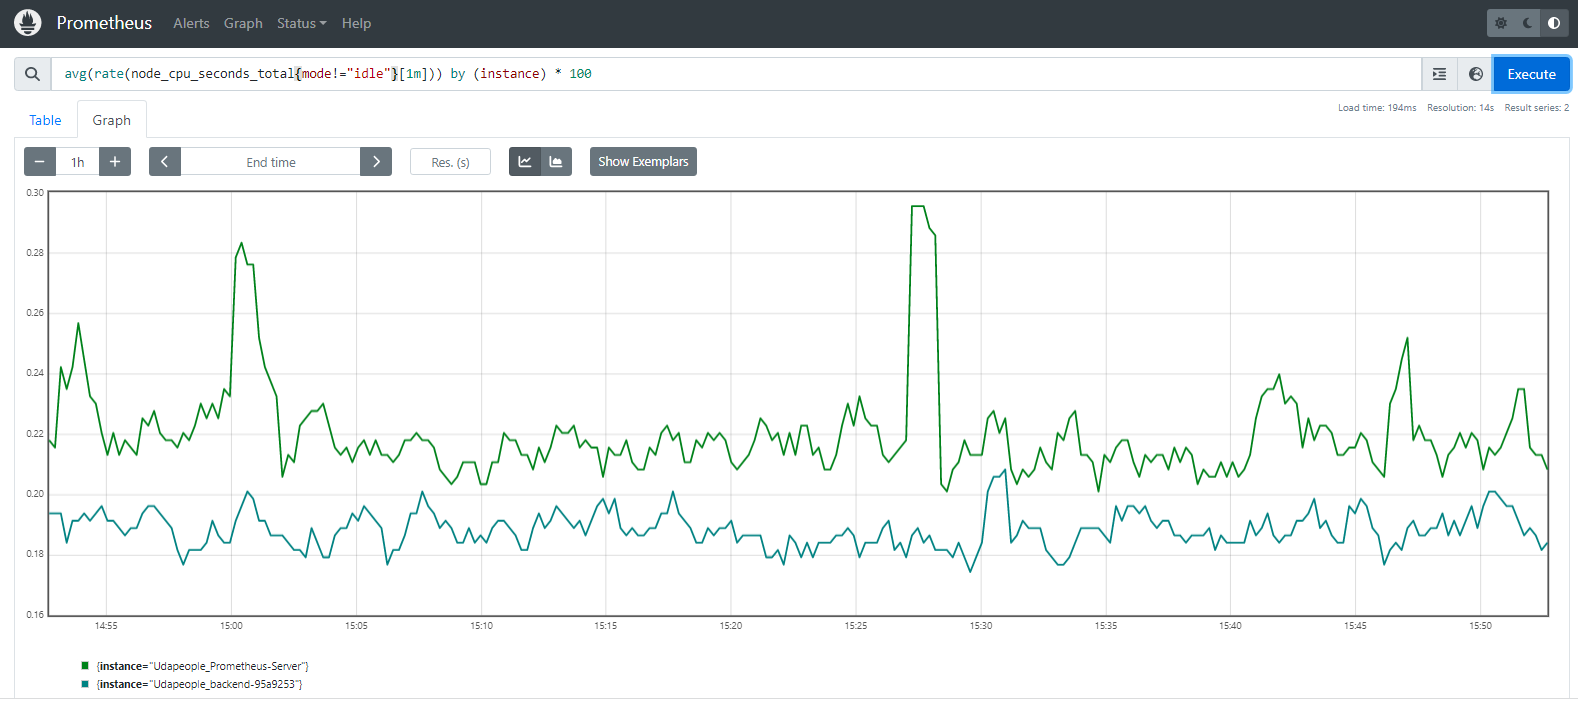 Prometheus Alerts Graph Status Help
avg(rate(node_cpu_seconds_total{mode!="idle"}[1m])) by (instance) * 100
Execute
Load time: 194ms Resolution: 14s Result series: 2
Table Graph
− 1h + End time Res. (s) Show Exemplars
0.30
0.28
0.26
0.24
0.22
0.20
0.18
0.16
14:55 15:00 15:05 15:10 15:15 15:20 15:25 15:30 15:35 15:40 15:45 15:50
{instance="Udapeople_Prometheus-Server"}
{instance="Udapeople_backend-95a9253"}